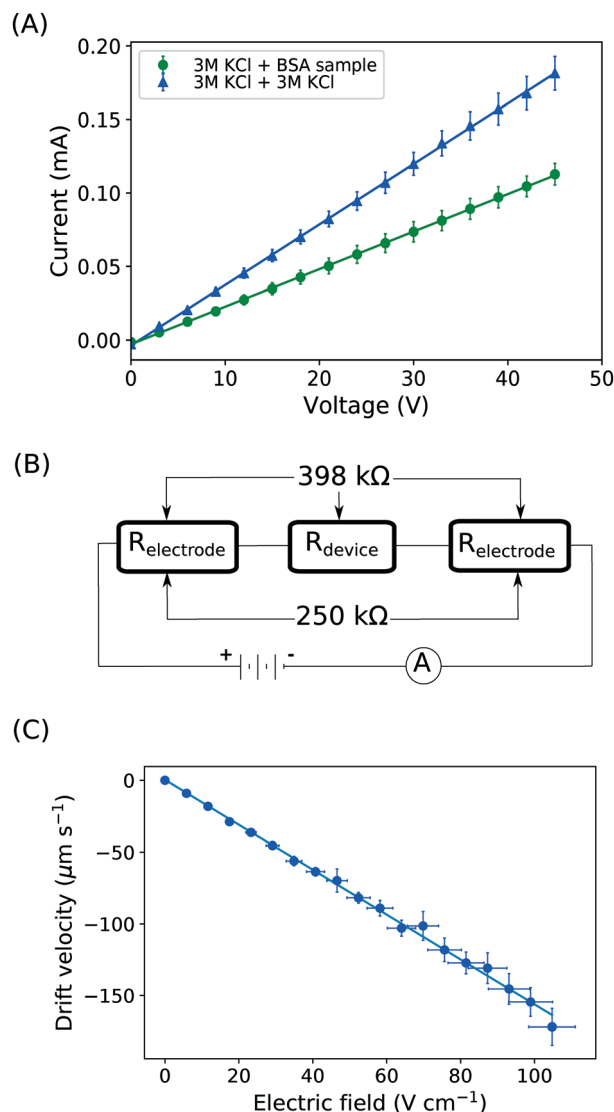 (A)
0.20
0.15
0.10
0.05
0.00
Current (mA)
3M KCl + BSA sample
3M KCl + 3M KCl
0 10 20 30 40 50
Voltage (V)
(B)
398 kΩ
Relectrode Rdevice Relectrode
250 kΩ
+ - A
(C)
0
−50
−100
−150
Drift velocity (μm s−1)
0 20 40 60 80 100
Electric field (V cm−1)